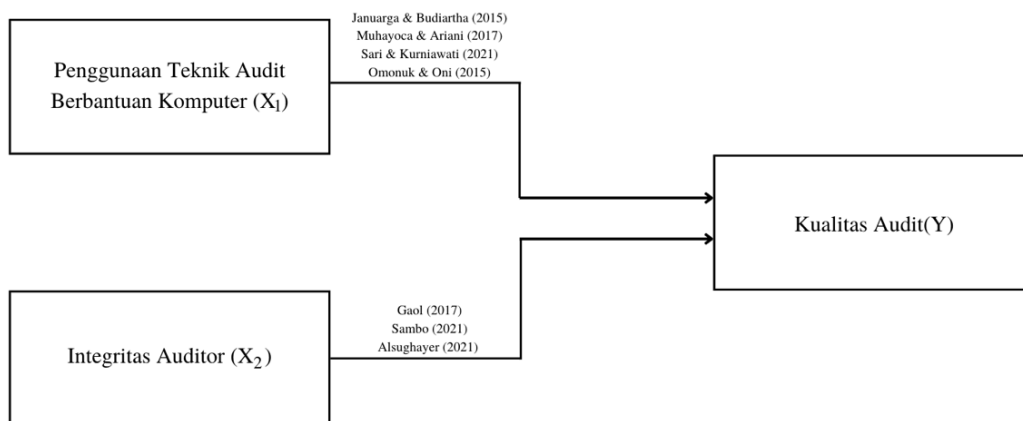 Januarga & Budiartha (2015)
Muhayoca & Ariani (2017)
Sari & Kurniawati (2021)
Omonuk & Oni (2015)
Penggunaan Teknik Audit
Berbantuan Komputer (X₁)
Kualitas Audit(Y)
Gaol (2017)
Sambo (2021)
Alsughayer (2021)
Integritas Auditor (X₂)